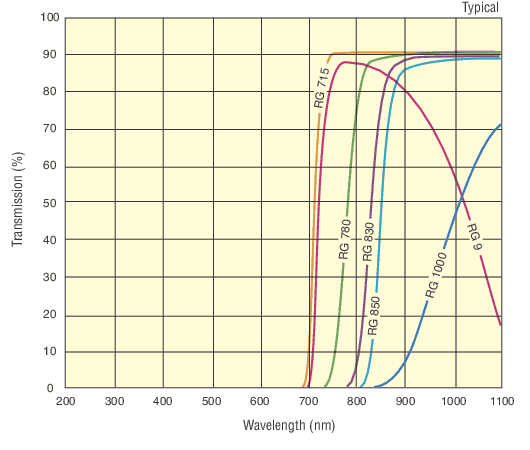 Typical
100
90
80
70
60
50
40
30
20
10
0
Transmission (%)
RG 715
RG 780
RG 830
RG 850
RG 1000
RG 9
200 300 400 500 600 700 800 900 1000 1100
Wavelength (nm)